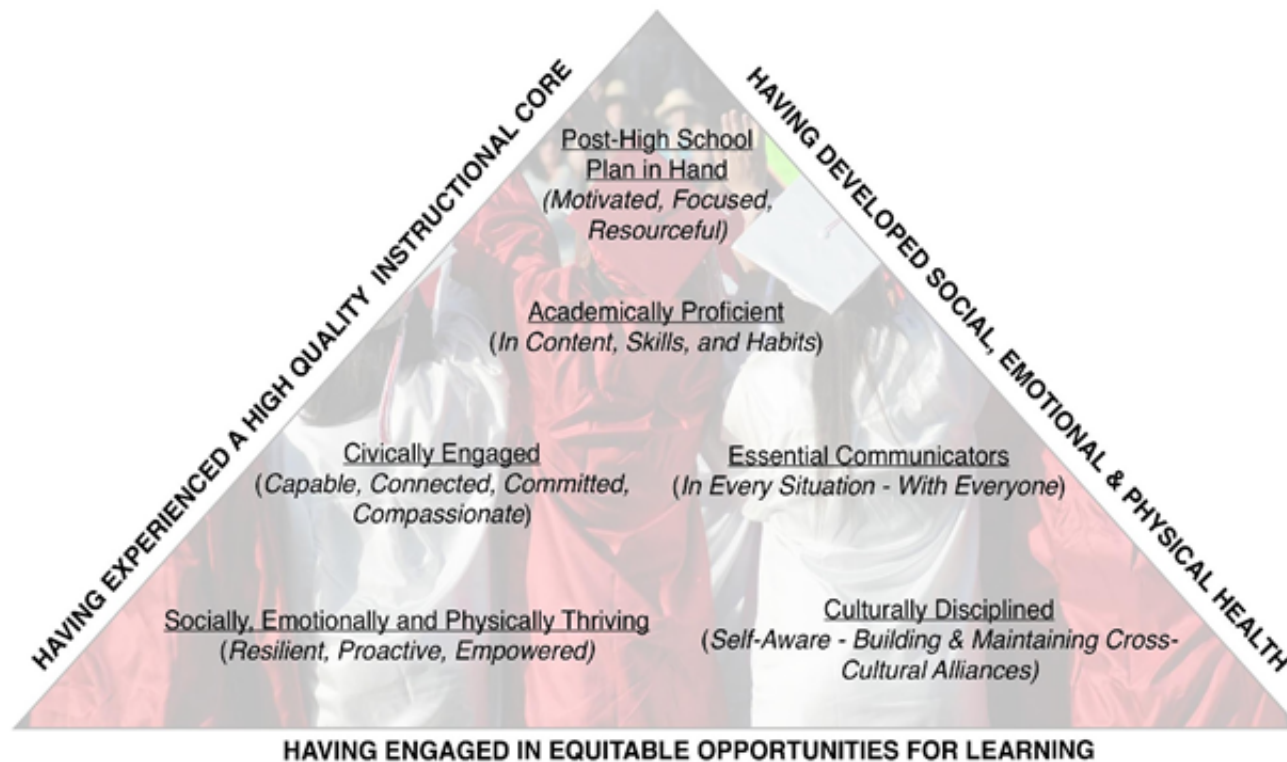 HAVING EXPERIENCED A HIGH QUALITY INSTRUCTIONAL CORE
HAVING DEVELOPED SOCIAL, EMOTIONAL & PHYSICAL HEALTH
Post-High School
Plan in Hand
(Motivated, Focused,
Resourceful)
Academically Proficient
(In Content, Skills, and Habits)
Civically Engaged
(Capable, Connected, Committed,
Compassionate)
Essential Communicators
(In Every Situation - With Everyone)
Socially, Emotionally and Physically Thriving
(Resilient, Proactive, Empowered)
Culturally Disciplined
(Self-Aware - Building & Maintaining Cross-
Cultural Alliances)
HAVING ENGAGED IN EQUITABLE OPPORTUNITIES FOR LEARNING